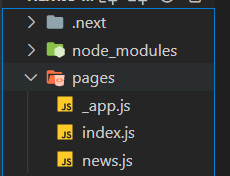 .next
node_modules
pages
JS _app.js
JS index.js
JS news.js